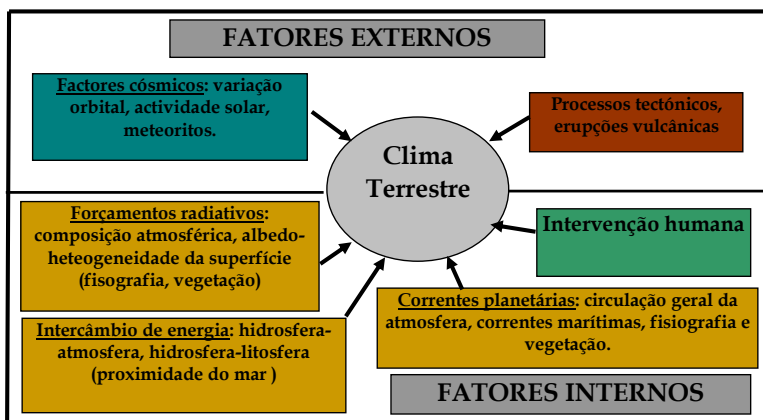 FATORES EXTERNOS
Factores cósmicos: variação
orbital, actividade solar,
meteoritos.
Processos tectónicos,
erupções vulcânicas
Clima
Terrestre
Forçamentos radiativos:
composição atmosférica, albedo-
heteogeneidade da superfície
(fisografia, vegetação)
Intervenção humana
Intercâmbio de energia: hidrosfera-
atmosfera, hidrosfera-litosfera
(proximidade do mar )
Correntes planetárias: circulação geral da
atmosfera, correntes marítimas, fisiografia e
vegetação.
FATORES INTERNOS